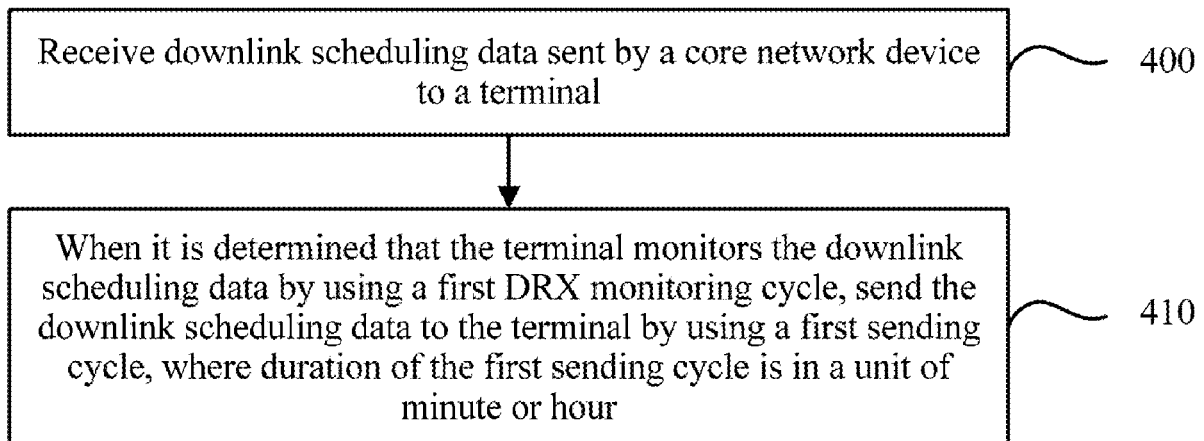 Receive downlink scheduling data sent by a core network device
to a terminal
400
When it is determined that the terminal monitors the downlink
scheduling data by using a first DRX monitoring cycle, send the
downlink scheduling data to the terminal by using a first sending
cycle, where duration of the first sending cycle is in a unit of
minute or hour
410